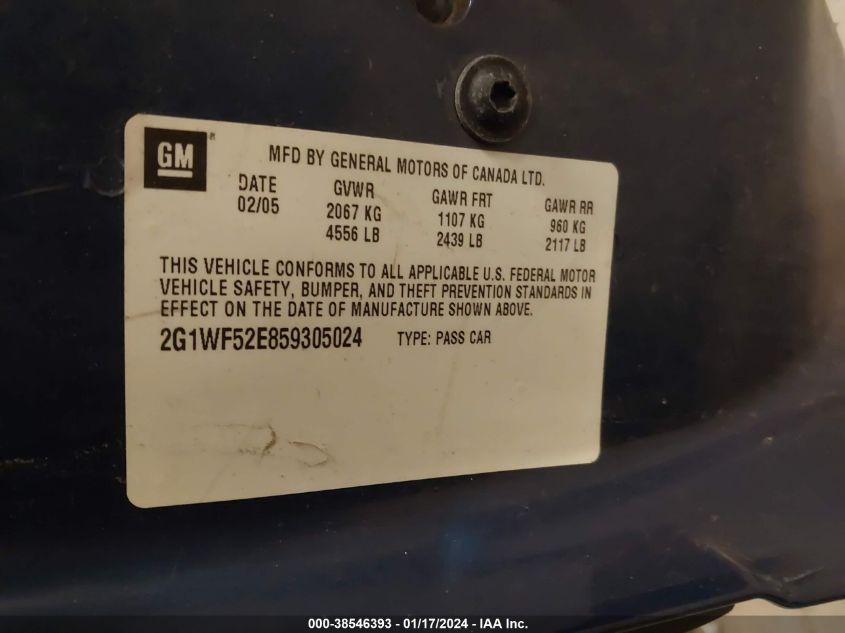 GM®
MFD BY GENERAL MOTORS OF CANADA LTD.
DATE GVWR GAWR FRT GAWR RR
02/05 2067 KG 1107 KG 960 KG
4556 LB 2439 LB 2117 LB
THIS VEHICLE CONFORMS TO ALL APPLICABLE U.S. FEDERAL MOTOR
VEHICLE SAFETY, BUMPER, AND THEFT PREVENTION STANDARDS IN
EFFECT ON THE DATE OF MANUFACTURE SHOWN ABOVE.
2G1WF52E859305024 TYPE: PASS CAR
000-38546393 - 01/17/2024 - IAA Inc.